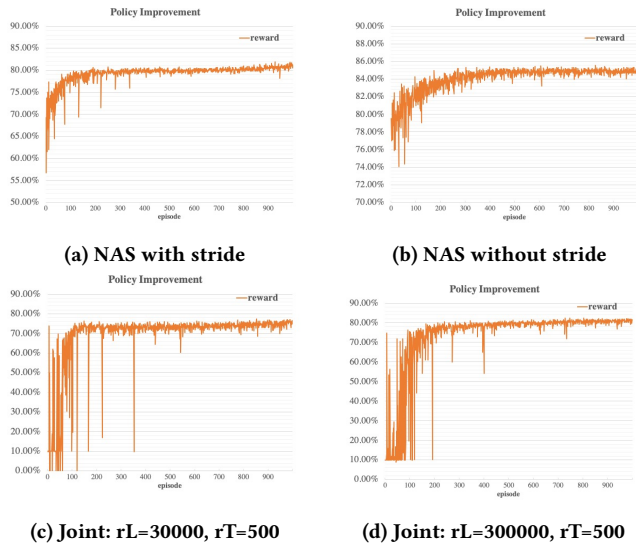 Policy Improvement
reward
90.00%
85.00%
80.00%
75.00%
70.00%
65.00%
60.00%
55.00%
50.00%
0 100 200 300 400 500 600 700 800 900
episode
(a) NAS with stride
Policy Improvement
reward
90.00%
88.00%
86.00%
84.00%
82.00%
80.00%
78.00%
76.00%
74.00%
72.00%
70.00%
0 100 200 300 400 500 600 700 800 900
episode
(b) NAS without stride
Policy Improvement
reward
90.00%
80.00%
70.00%
60.00%
50.00%
40.00%
30.00%
20.00%
10.00%
0.00%
0 100 200 300 400 500 600 700 800 900
episode
(c) Joint: rL=30000, rT=500
Policy Improvement
reward
90.00%
80.00%
70.00%
60.00%
50.00%
40.00%
30.00%
20.00%
10.00%
0.00%
0 100 200 300 400 500 600 700 800 900
episode
(d) Joint: rL=300000, rT=500